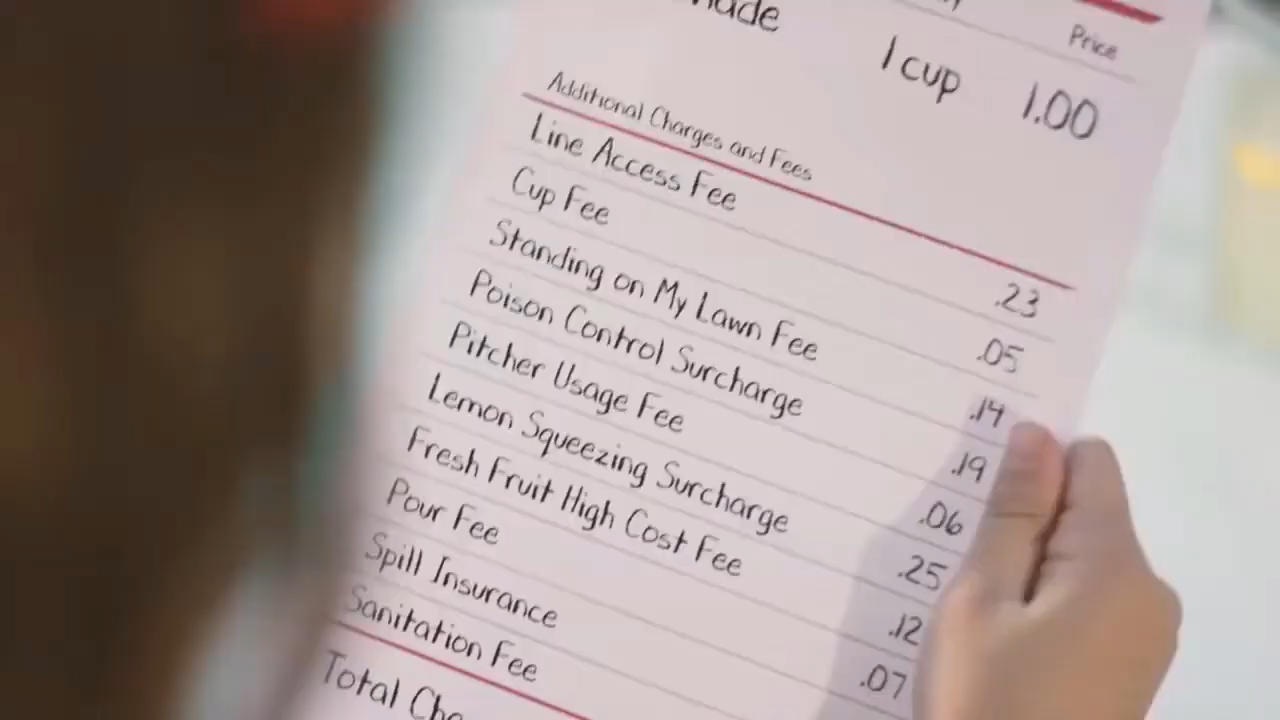 Price
1 cup 1.00
Additional Charges and Fees
Line Access Fee .23
Cup Fee .05
Standing on My Lawn Fee .14
Poison Control Surcharge .19
Pitcher Usage Fee .06
Lemon Squeezing Surcharge .25
Fresh Fruit High Cost Fee .12
Pour Fee .07
Spill Insurance
Sanitation Fee
Total